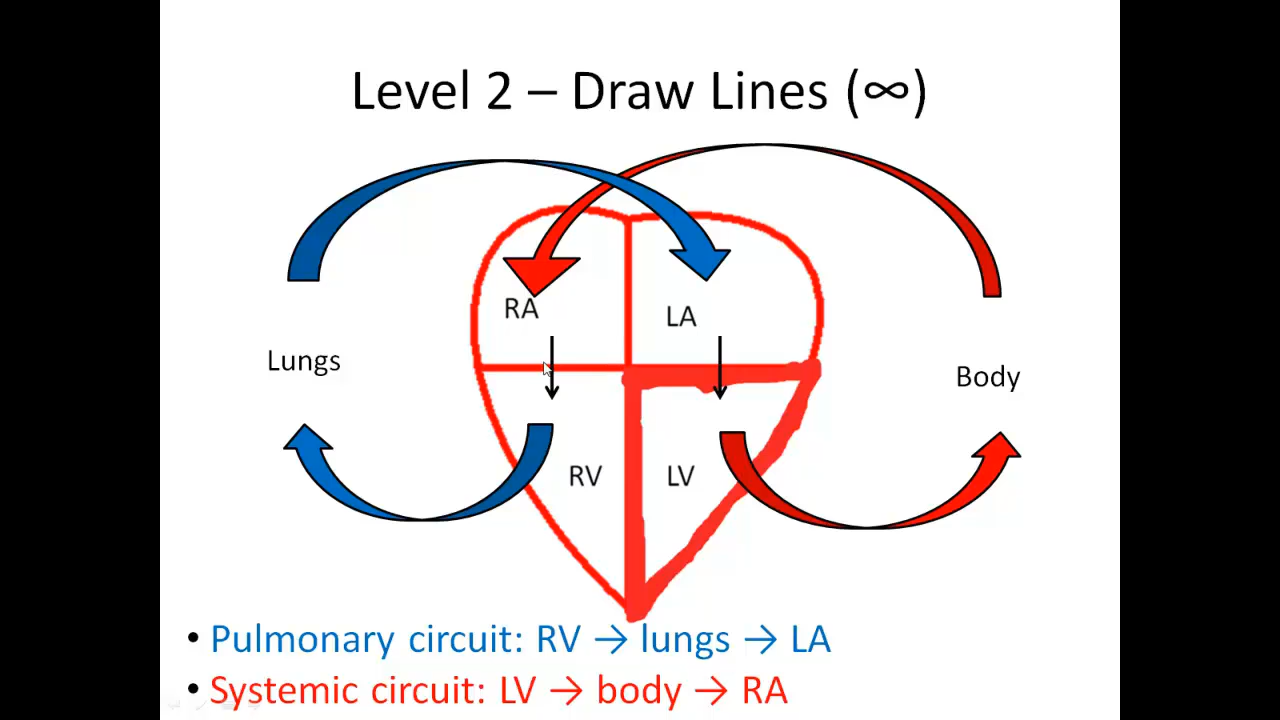 Level 2 – Draw Lines (∞)
RA
LA
Lungs
Body
RV
LV
• Pulmonary circuit: RV → lungs → LA
• Systemic circuit: LV → body → RA